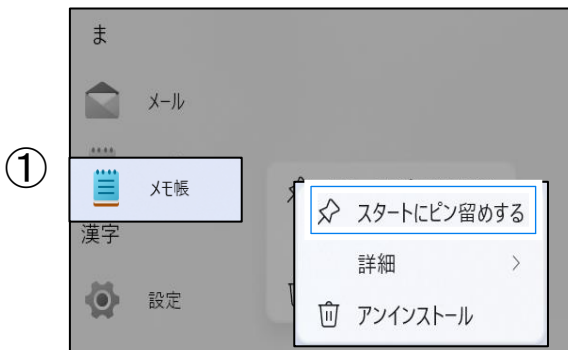 ま
メール
①
メモ帳
スタートにピン留めする
漢字
詳細
設定
アンインストール